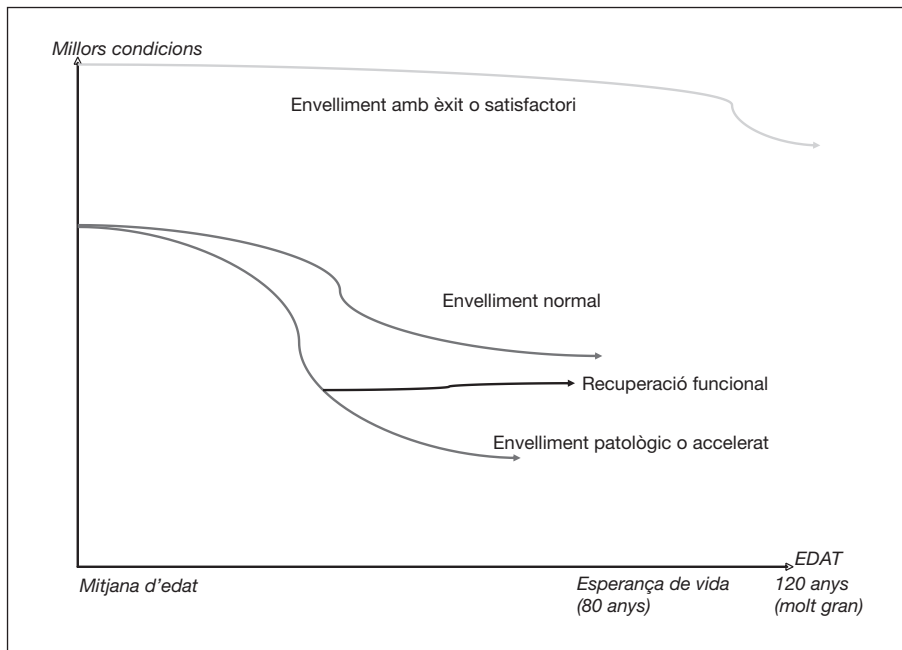 Millors condicions
Envelliment amb èxit o satisfactori
Envelliment normal
Recuperació funcional
Envelliment patològic o accelerat
EDAT
Mitjana d’edat
Esperança de vida
(80 anys)
120 anys
(molt gran)